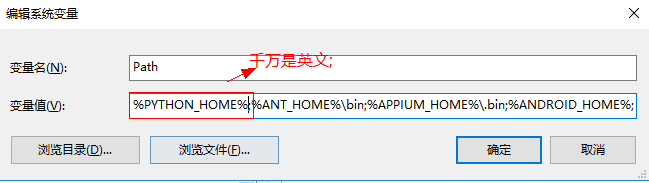 编辑系统变量
变量名(N):
Path
千万是英文;
变量值(V):
%PYTHON_HOME%;%ANT_HOME%\bin;%APPIUM_HOME%\.bin;%ANDROID_HOME%;
浏览目录(D)... 浏览文件(F)... 确定 取消